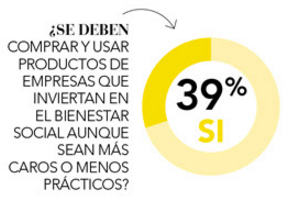 ¿SE DEBEN
COMPRAR Y USAR
PRODUCTOS DE
EMPRESAS QUE
INVIERTAN EN
EL BIENESTAR
SOCIAL AUNQUE
SEAN MÁS
CAROS O MENOS
PRÁCTICOS?
39%
SI